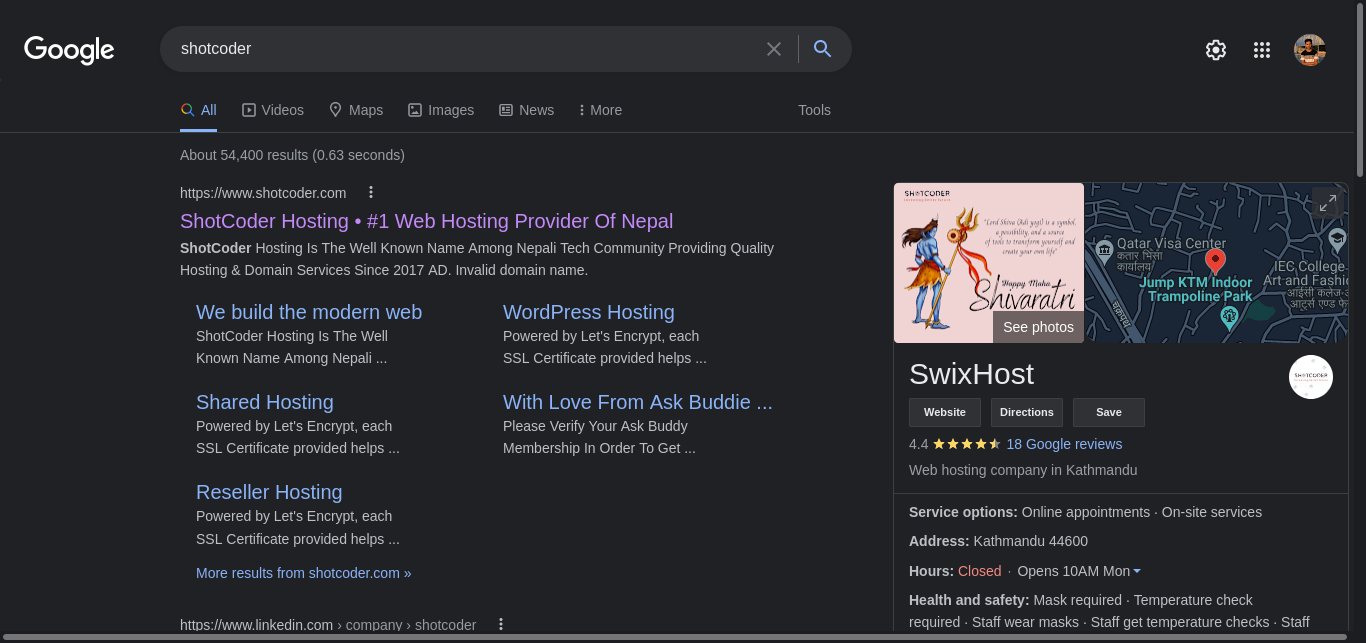 Google
shotcoder
All
Videos
Maps
Images
News
More
Tools
About 54,400 results (0.63 seconds)
https://www.shotcoder.com
ShotCoder Hosting • #1 Web Hosting Provider Of Nepal
ShotCoder Hosting Is The Well Known Name Among Nepali Tech Community Providing Quality
Hosting & Domain Services Since 2017 AD. Invalid domain name.
We build the modern web
ShotCoder Hosting Is The Well
Known Name Among Nepali ...
WordPress Hosting
Powered by Let's Encrypt, each
SSL Certificate provided helps ...
Shared Hosting
Powered by Let's Encrypt, each
SSL Certificate provided helps ...
With Love From Ask Buddie ...
Please Verify Your Ask Buddy
Membership In Order To Get ...
Reseller Hosting
Powered by Let's Encrypt, each
SSL Certificate provided helps ...
More results from shotcoder.com »
https://www.linkedin.com › company › shotcoder
SHOTCODER
"Lord Shiva (Adi yogi) is a symbol,
a possibility, and a source
of tools to transform yourself and
create your own life"
Happy Maha
Shivaratri
See photos
Qatar Visa Center
कतार भिसा
कार्यालय
Jump KTM Indoor
Trampoline Park
IEC College
Art and Fashio
आईसी कलेज
आर्ट्स एण्ड फे
चक्रपथ
SwixHost
SHOTCODER
Website
Directions
Save
4.4
18 Google reviews
Web hosting company in Kathmandu
Service options: Online appointments · On-site services
Address: Kathmandu 44600
Hours: Closed · Opens 10AM Mon
Health and safety: Mask required · Temperature check
required · Staff wear masks · Staff get temperature checks · Staff